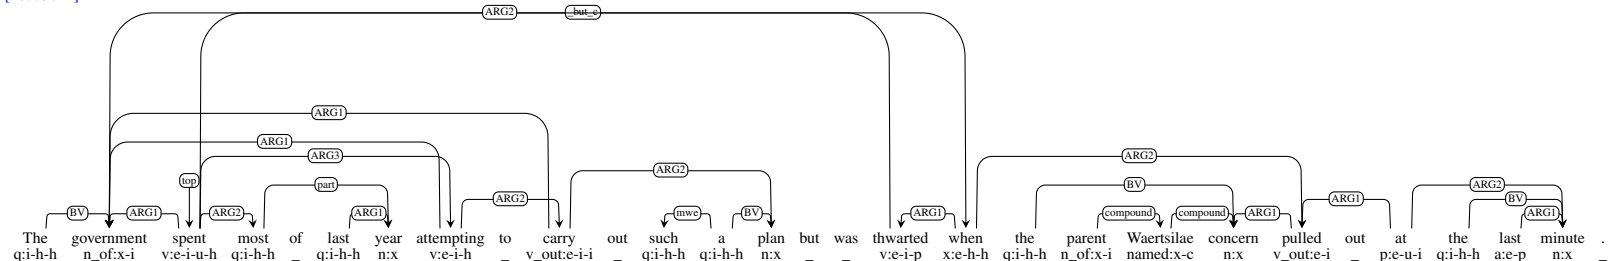 ARG2 _but_c
ARG1
ARG1
ARG3 ARG2
part ARG2 BV ARG2
top compound compound BV
BV ARG1 ARG2 ARG1 mwe BV ARG1 ARG1 ARG1 ARG1
The government spent most of last year attempting to carry out such a plan but was thwarted when the parent Waertsilae concern pulled out at the last minute .
q:i-h-h n_of:x-i v:e-i-u-h q:i-h-h _ q:i-h-h n:x v:e-i-h _ v_out:e-i-i _ q:i-h-h q:i-h-h n:x _ _ v:e-i-p x:e-h-h q:i-h-h n_of:x-i named:x-c n:x v_out:e-i _ p:e-u-i q:i-h-h a:e-p n:x _